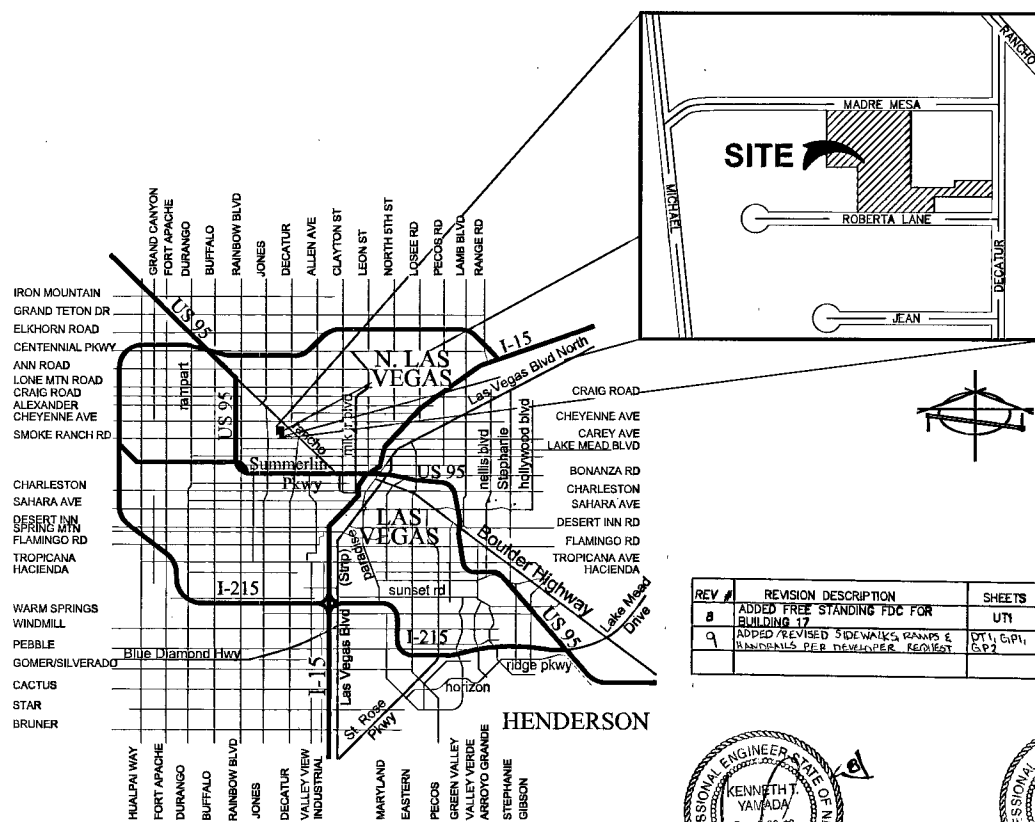 RANCHO
MADRE MESA
SITE
MICHAEL
ROBERTA LANE
DECATUR
JEAN
GRAND CANYON
FORT APACHE
DURANGO
BUFFALO
RAINBOW BLVD
JONES
DECATUR
ALLEN AVE
CLAYTON ST
LEON ST
NORTH 5TH ST
LOSEE RD
PECOS RD
LAMB BLVD
RANGE RD
IRON MOUNTAIN
GRAND TETON DR
ELKHORN ROAD
CENTENNIAL PKWY
ANN ROAD
LONE MTN ROAD
CRAIG ROAD
ALEXANDER
CHEYENNE AVE
SMOKE RANCH RD
CHARLESTON
SAHARA AVE
DESERT INN
SPRING MTN
FLAMINGO RD
TROPICANA
HACIENDA
WARM SPRINGS
WINDMILL
PEBBLE
GOMER/SILVERADO
CACTUS
STAR
BRUNER
US 95
rampart
US 95
rancho
N. LAS
VEGAS
mlk jr blvd
I-15
Las Vegas Blvd North
Summerlin
Pkwy
US 95
nellis blvd
Stephanie
hollywood blvd
LAS
VEGAS
(Strip)
paradise
Boulder Highway
I-215
sunset rd
Lake Mead
Drive
US 95
I-215
Las Vegas Blvd
Blue Diamond Hwy
I-15
ridge pkwy
horizon
St. Rose
Pkwy
HENDERSON
CRAIG ROAD
CHEYENNE AVE
CAREY AVE
LAKE MEAD BLVD
BONANZA RD
CHARLESTON
SAHARA AVE
DESERT INN RD
FLAMINGO RD
TROPICANA AVE
HACIENDA
HUALPAI WAY
FORT APACHE
DURANGO
BUFFALO
RAINBOW BLVD
JONES
DECATUR
VALLEY VIEW
INDUSTRIAL
MARYLAND
EASTERN
PECOS
GREEN VALLEY
VALLEY VERDE
ARROYO GRANDE
STEPHANIE
GIBSON
REV # REVISION DESCRIPTION SHEETS
8 ADDED FREE STANDING FDC FOR BUILDING 17 UT1
9 ADDED/REVISED SIDEWALKS, RAMPS & HANDRAILS PER DEVELOPER REQUEST DT1, GP1, GP2
SSIONAL ENGINEER STATE OF N
KENNETH T.
YAMADA
8
SSIONAL